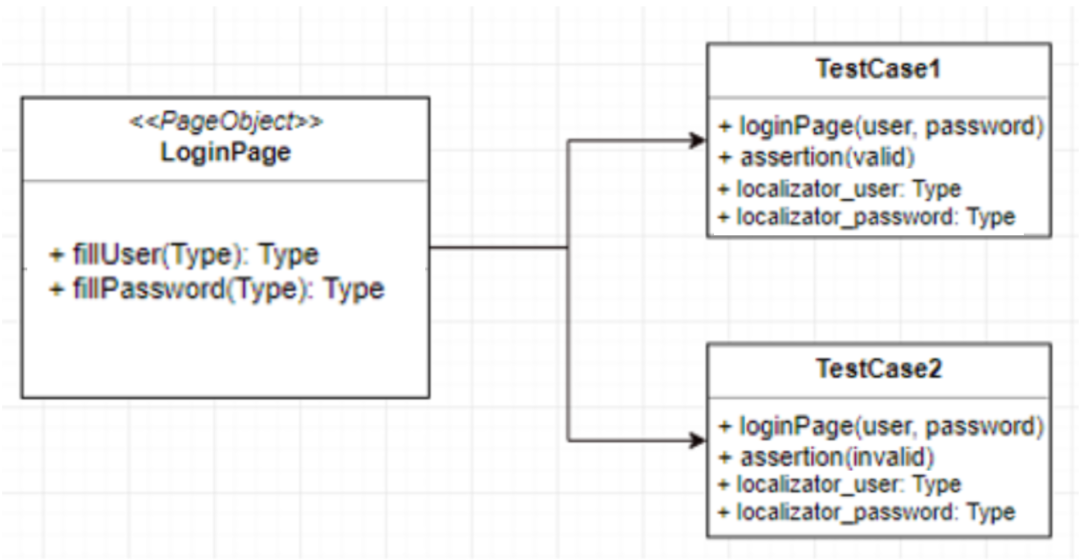 <<PageObject>>
LoginPage
+ fillUser(Type): Type
+ fillPassword(Type): Type
TestCase1
+ loginPage(user, password)
+ assertion(valid)
+ localizator_user: Type
+ localizator_password: Type
TestCase2
+ loginPage(user, password)
+ assertion(invalid)
+ localizator_user: Type
+ localizator_password: Type